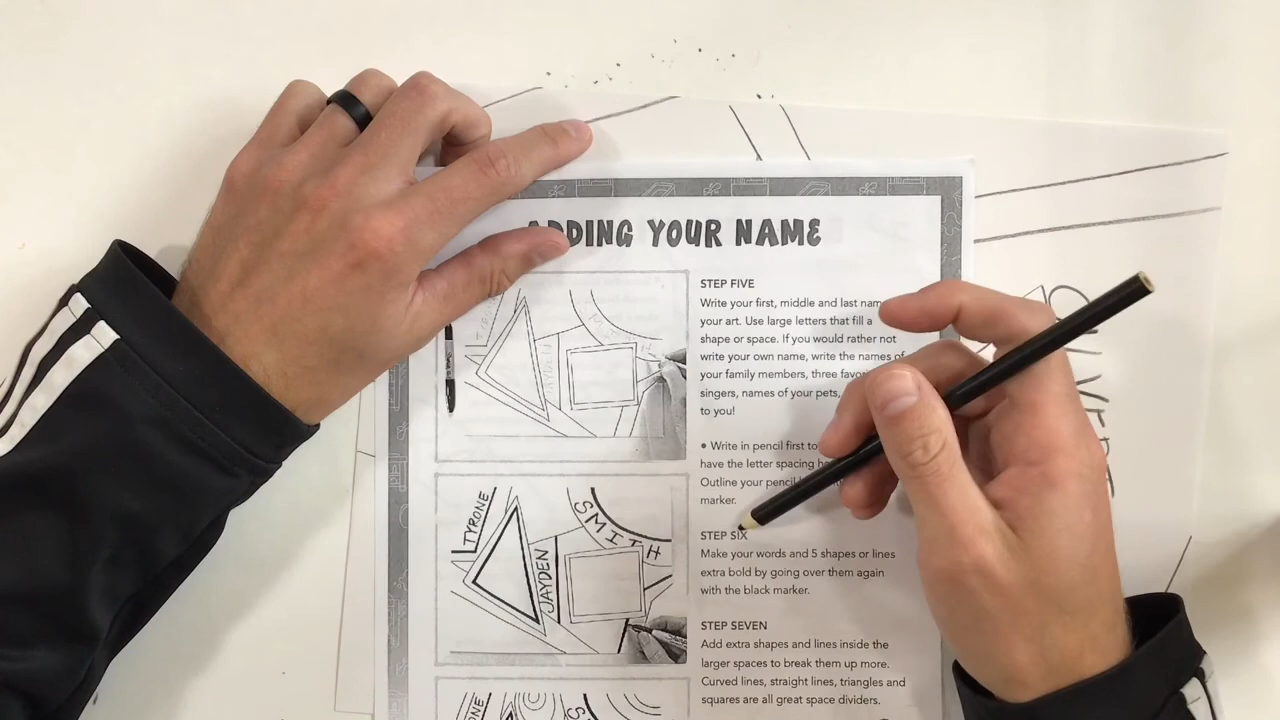 ADDING YOUR NAME
STEP FIVE
Write your first, middle and last name
your art. Use large letters that fill a
shape or space. If you would rather not
write your own name, write the names of
your family members, three
singers, names of your pets,
to you!
• Write in pencil first to
have the letter spacing
Outline your pencil
marker.
STEP SIX
Make your words and 5 shapes or lines
extra bold by going over them again
with the black marker.
STEP SEVEN
Add extra shapes and lines inside the
larger spaces to break them up more.
Curved lines, straight lines, triangles and
squares are all great space dividers.
TYRONE
JAYDEN
SMITH